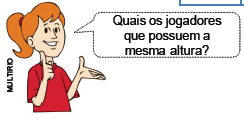 Quais os jogadores
que possuem a
mesma altura?
MULTIRIO